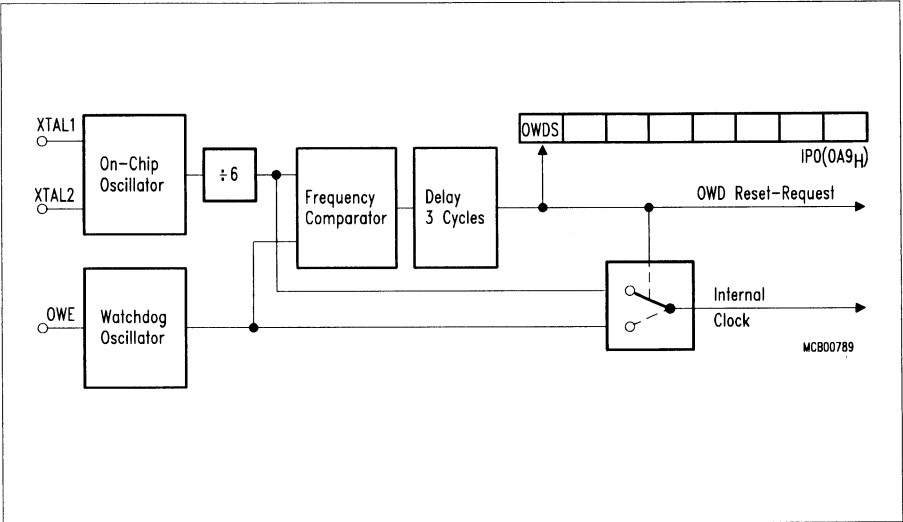 XTAL1
XTAL2
On-Chip
Oscillator
÷6
Frequency
Comparator
Delay
3 Cycles
OWDS
IP0(0A9H)
OWD Reset-Request
OWE
Watchdog
Oscillator
Internal
Clock
MCB00789